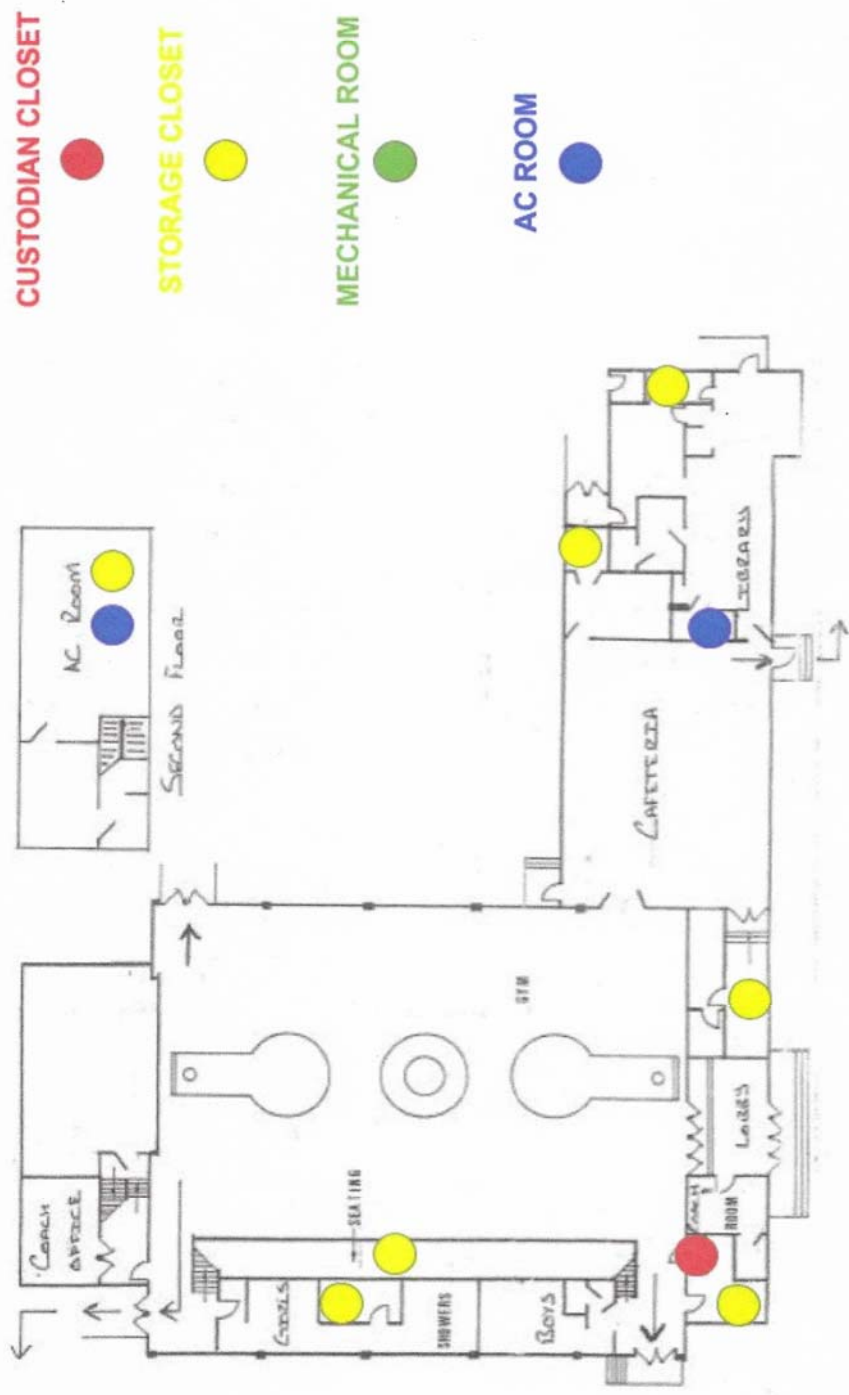 CUSTODIAN CLOSET
STORAGE CLOSET
MECHANICAL ROOM
AC ROOM
AC ROOM
SECOND FLOOR
COACH
OFFICE
SEATING
GIRLS
SHOWERS
BOYS
GYM
COACH
ROOM
LOBBY
CAFETERIA
LIBRARY